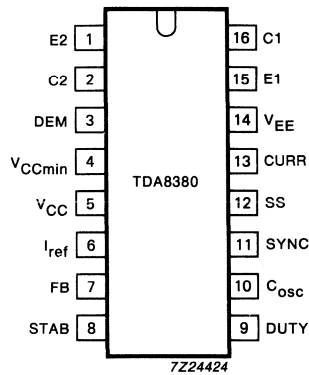 E2 1 16 C1
C2 2 15 E1
DEM 3 14 VEE
VCCmin 4 13 CURR
TDA8380
VCC 5 12 SS
Iref 6 11 SYNC
FB 7 10 Cosc
STAB 8 9 DUTY
7Z24424